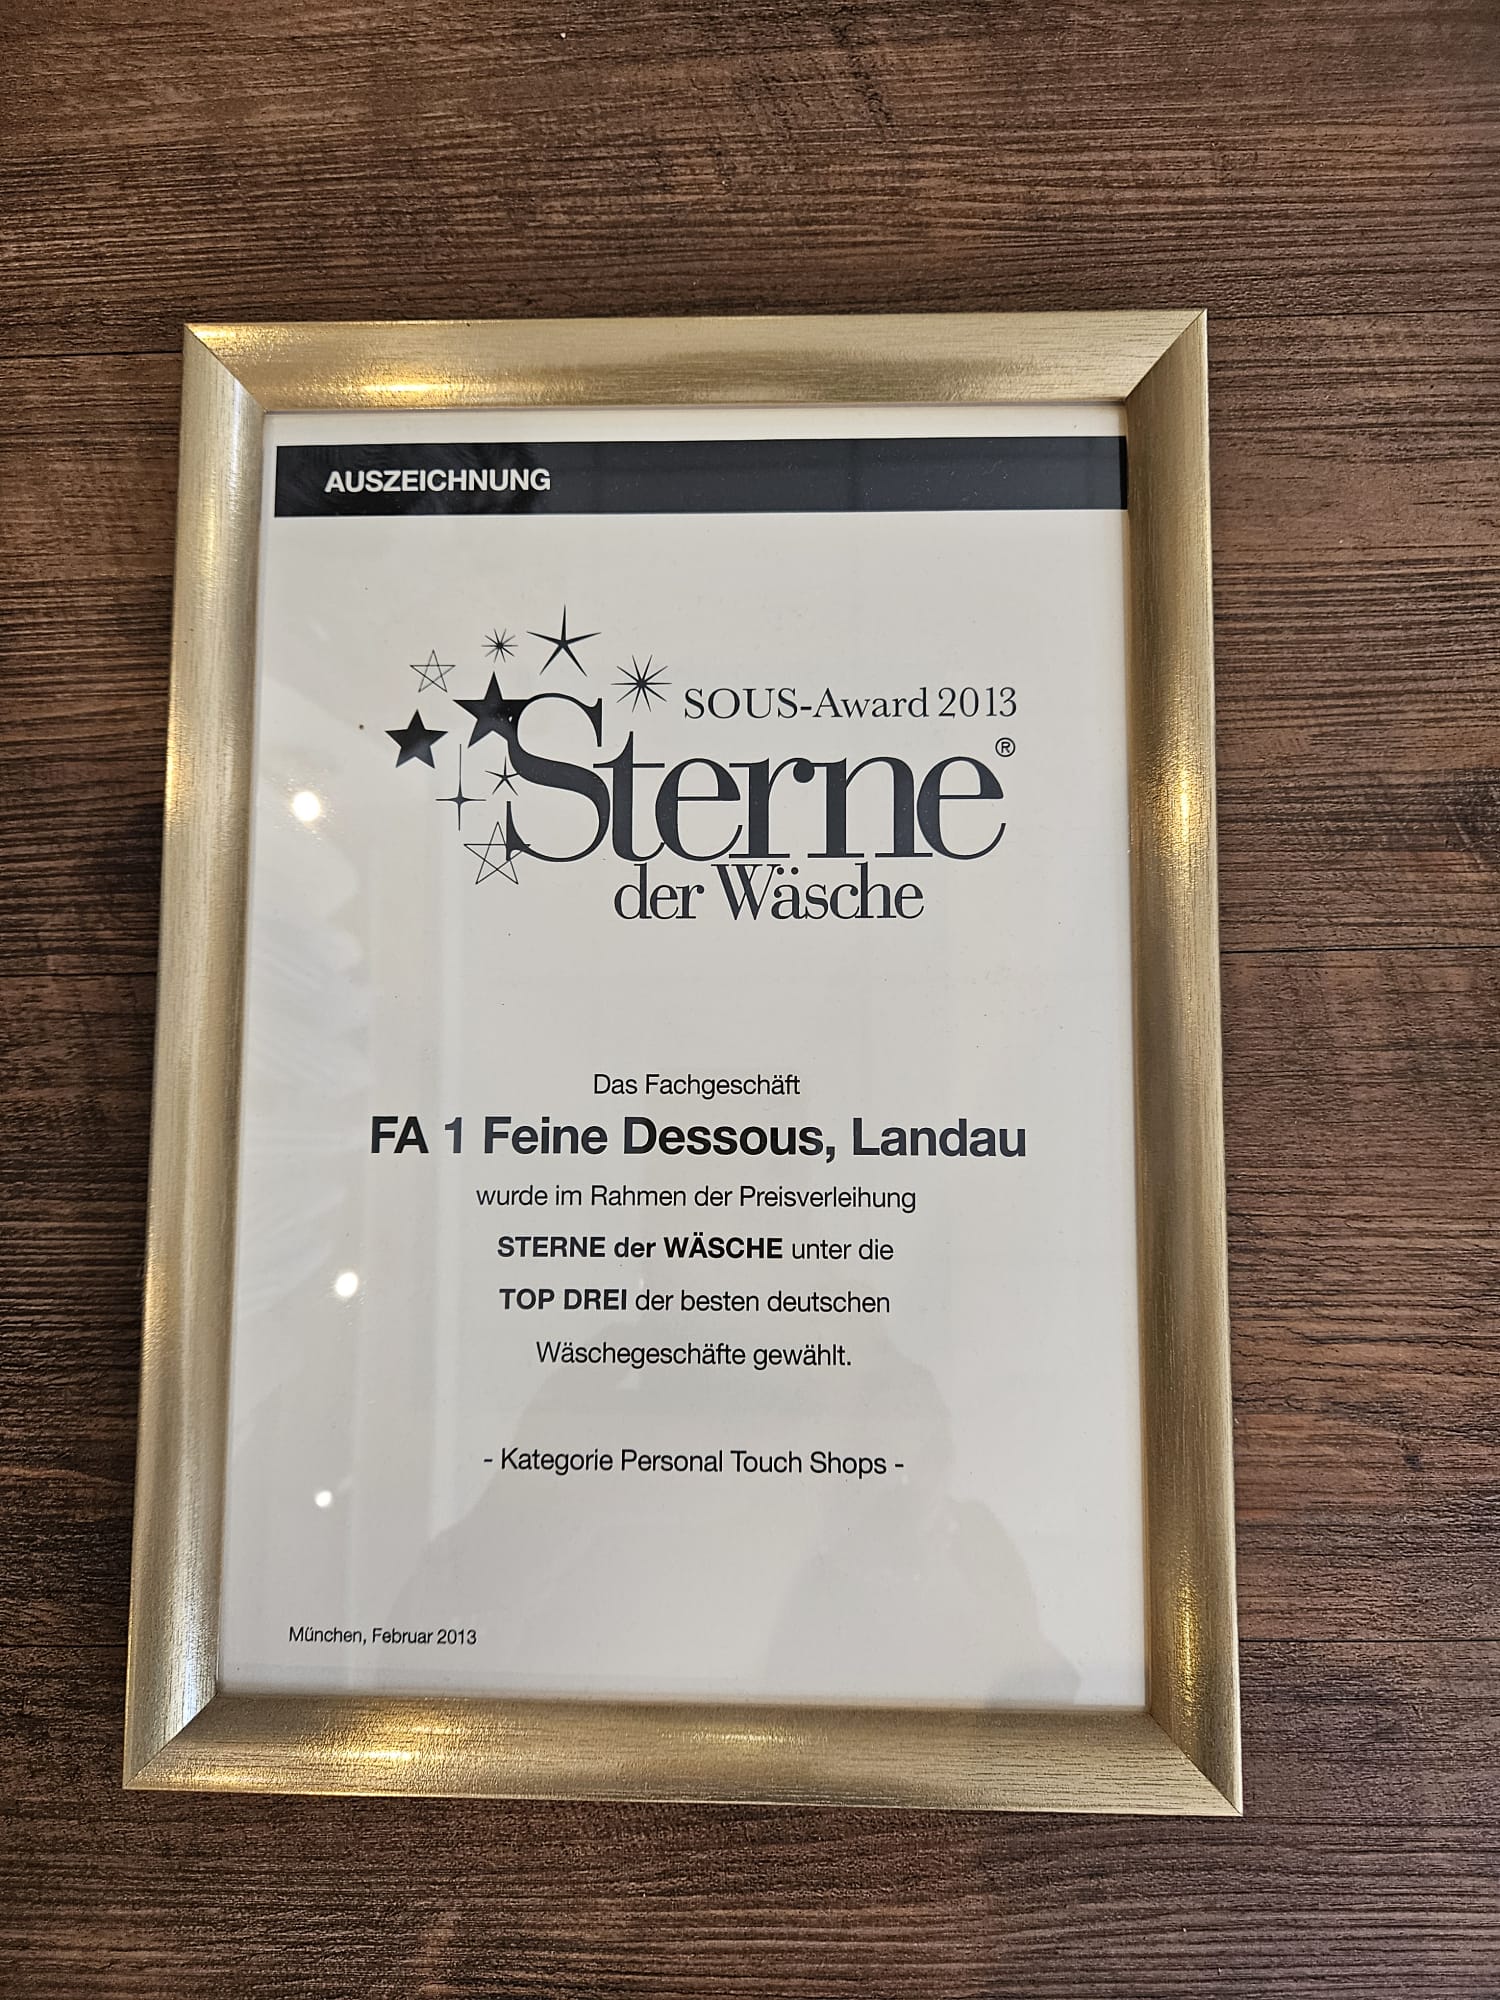 AUSZEICHNUNG
SOUS-Award 2013
Sterne®
der Wäsche
Das Fachgeschäft
FA 1 Feine Dessous, Landau
wurde im Rahmen der Preisverleihung
STERNE der WÄSCHE unter die
TOP DREI der besten deutschen
Wäschegeschäfte gewählt.
- Kategorie Personal Touch Shops -
München, Februar 2013